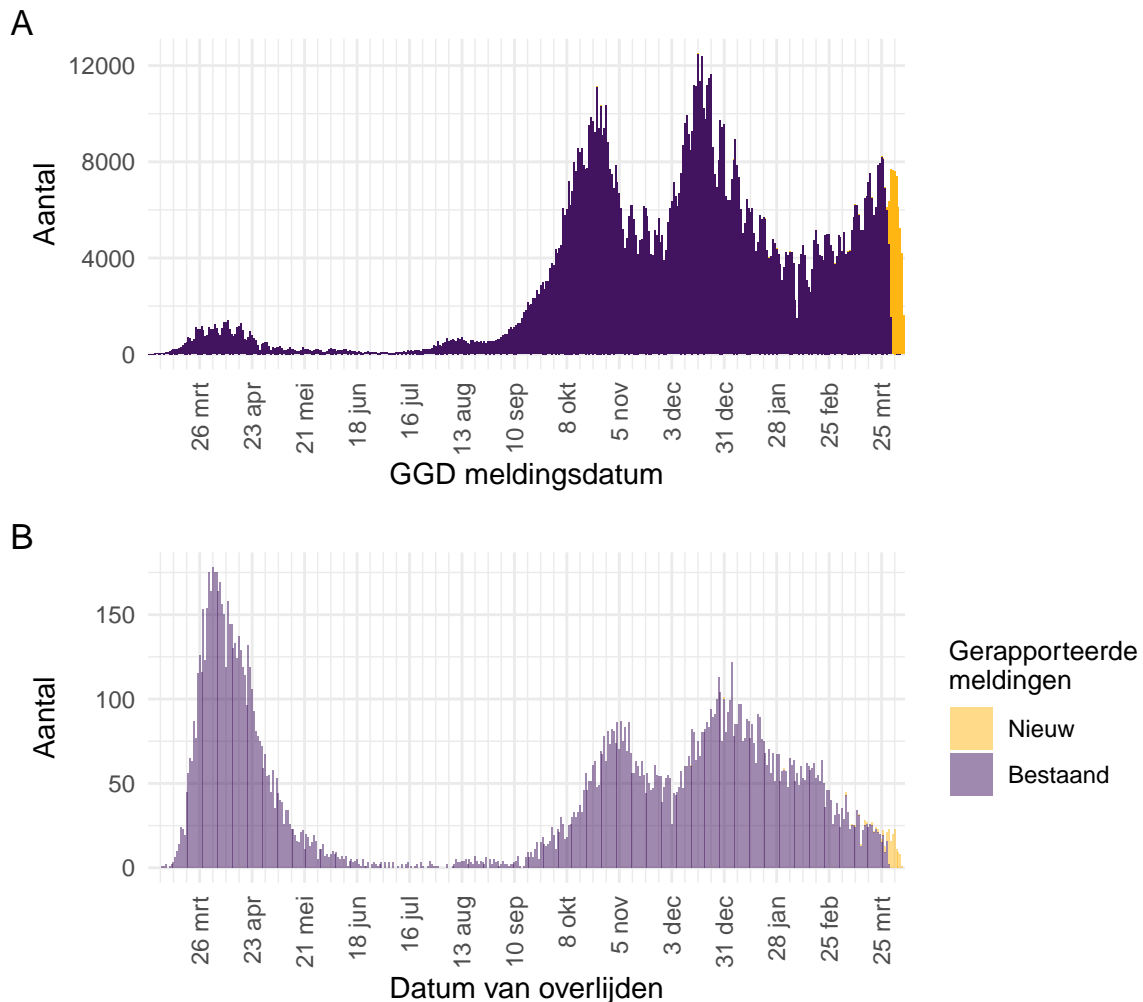 A
12000
8000
4000
0
Aantal
26 mrt
23 apr
21 mei
18 jun
16 jul
13 aug
10 sep
8 okt
5 nov
3 dec
31 dec
28 jan
25 feb
25 mrt
GGD meldingsdatum
B
150
100
50
0
Aantal
26 mrt
23 apr
21 mei
18 jun
16 jul
13 aug
10 sep
8 okt
5 nov
3 dec
31 dec
28 jan
25 feb
25 mrt
Datum van overlijden
Gerapporteerde
meldingen
Nieuw
Bestaand